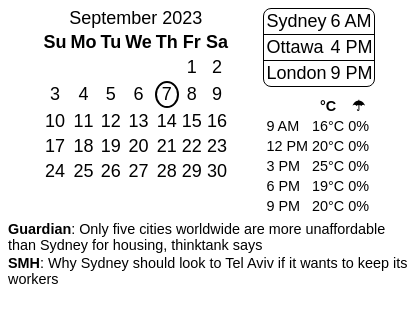 September 2023
Su Mo Tu We Th Fr Sa
1 2
3 4 5 6 7 8 9
10 11 12 13 14 15 16
17 18 19 20 21 22 23
24 25 26 27 28 29 30
Sydney 6 AM
Ottawa 4 PM
London 9 PM
°C ☂
9 AM 16°C 0%
12 PM 20°C 0%
3 PM 25°C 0%
6 PM 19°C 0%
9 PM 20°C 0%
Guardian: Only five cities worldwide are more unaffordable
than Sydney for housing, thinktank says
SMH: Why Sydney should look to Tel Aviv if it wants to keep its
workers